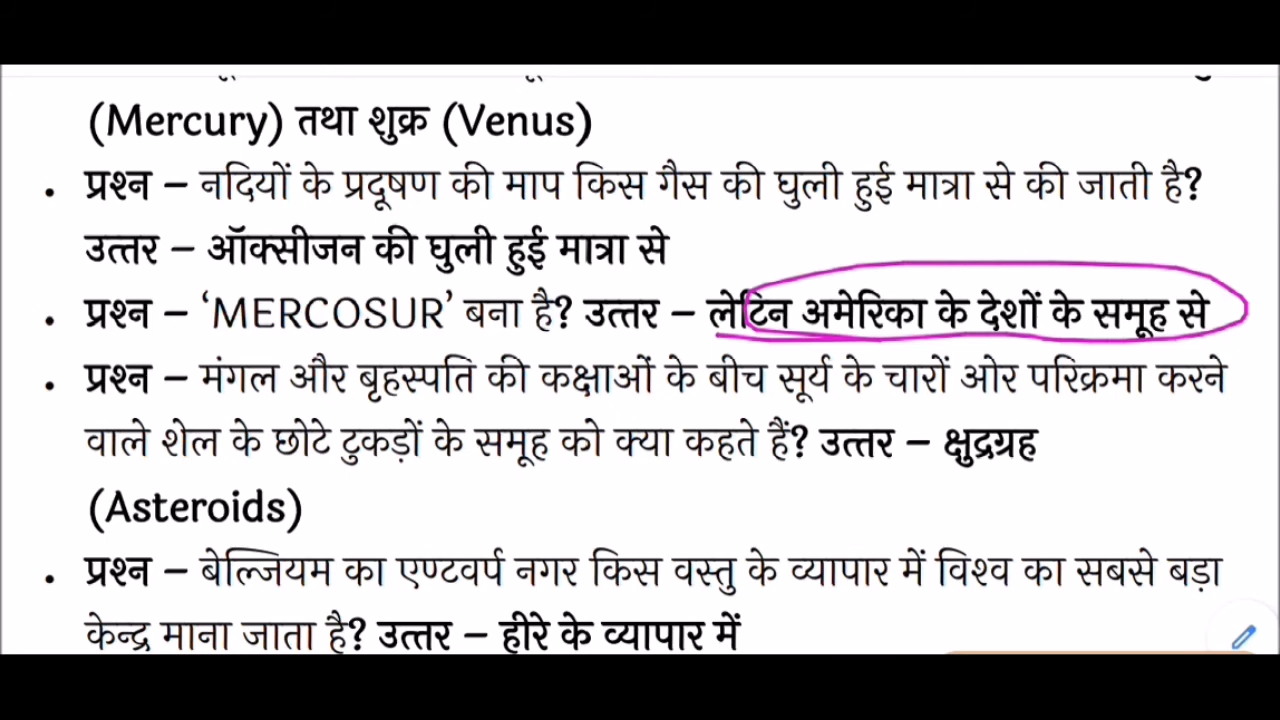 (Mercury) तथा शुक्र (Venus)
• प्रश्न – नदियों के प्रदूषण की माप किस गैस की घुली हुई मात्रा से की जाती है?
उत्तर – ऑक्सीजन की घुली हुई मात्रा से
• प्रश्न – ‘MERCOSUR’ बना है? उत्तर – लेटिन अमेरिका के देशों के समूह से
• प्रश्न – मंगल और बृहस्पति की कक्षाओं के बीच सूर्य के चारों ओर परिक्रमा करने
वाले शेल के छोटे टुकड़ों के समूह को क्या कहते हैं? उत्तर – क्षुद्रग्रह
(Asteroids)
• प्रश्न – बेल्जियम का एण्टवर्प नगर किस वस्तु के व्यापार में विश्व का सबसे बड़ा
केन्द्र माना जाता है? उत्तर – हीरे के व्यापार में